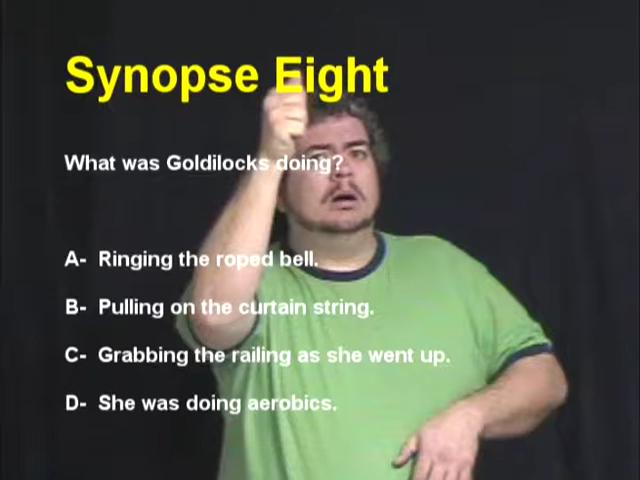 Synopse Eight
What was Goldilocks doing?
A- Ringing the roped bell.
B- Pulling on the curtain string.
C- Grabbing the railing as she went up.
D- She was doing aerobics.